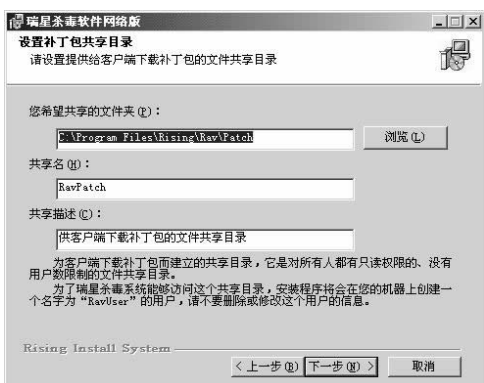 瑞星杀毒软件网络版
设置补丁包共享目录
请设置提供给客户端下载补丁包的文件共享目录
您希望共享的文件夹(P)：
C:\Program Files\Rising\Rav\Patch
浏览(L)
共享名(H)：
RavPatch
共享描述(C)：
供客户端下载补丁包的文件共享目录
为客户端下载补丁包而建立的共享目录，它是对所有人都有只读权限的、没有
用户数限制的文件共享目录。
为了瑞星杀毒系统能够访问这个共享目录，安装程序将会在您的机器上创建一
个名字为“RavUser”的用户，请不要删除或修改这个用户的信息。
Rising Install System
< 上一步(B) 下一步(N) > 取消